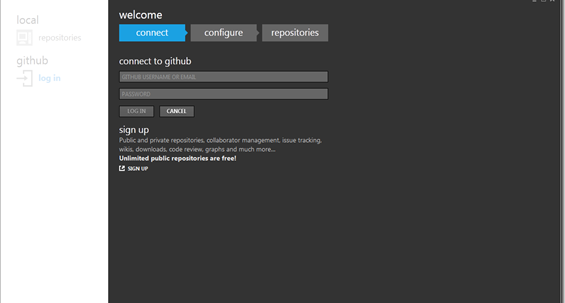 local
repositories
github
log in
welcome
connect
configure
repositories
connect to github
GITHUB USERNAME OR EMAIL
PASSWORD
LOG IN
CANCEL
sign up
Public and private repositories, collaborator management, issue tracking,
wikis, downloads, code review, graphs and much more...
Unlimited public repositories are free!
SIGN UP